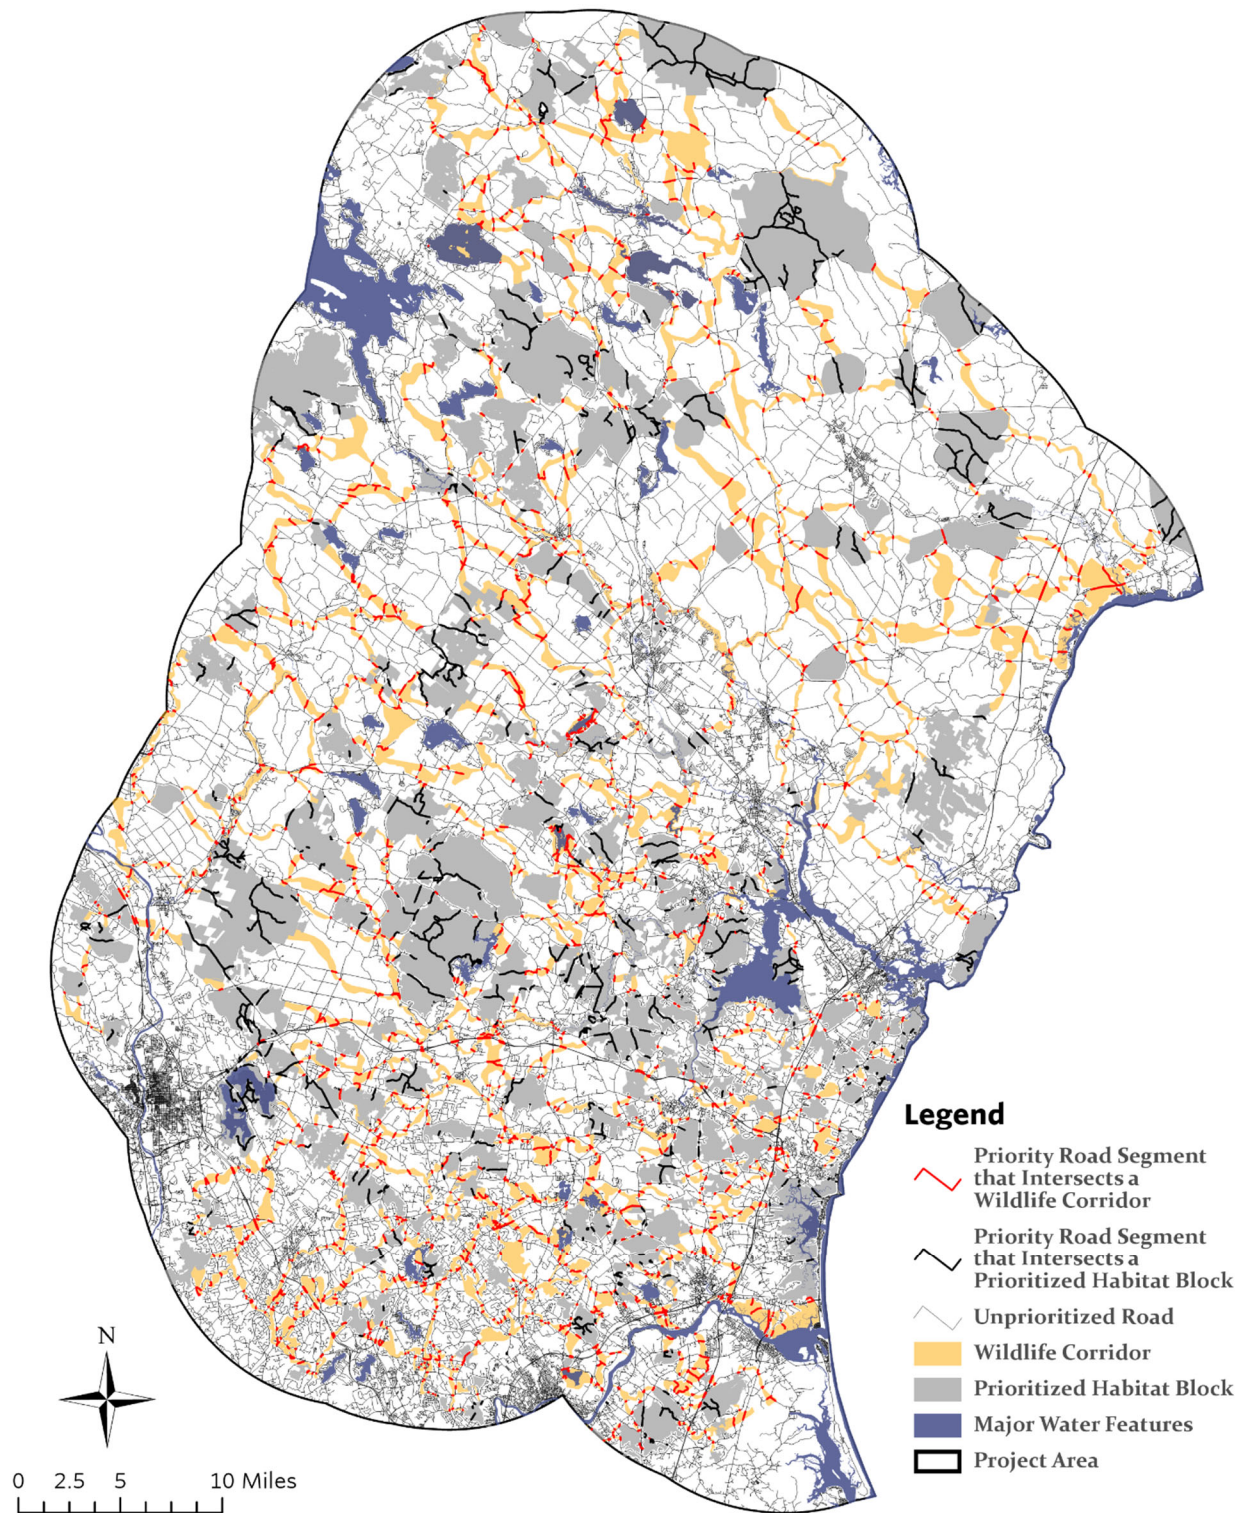 Legend
Priority Road Segment
that Intersects a
Wildlife Corridor
Priority Road Segment
that Intersects a
Prioritized Habitat Block
Unprioritized Road
Wildlife Corridor
Prioritized Habitat Block
Major Water Features
Project Area
N
0 2.5 5 10 Miles